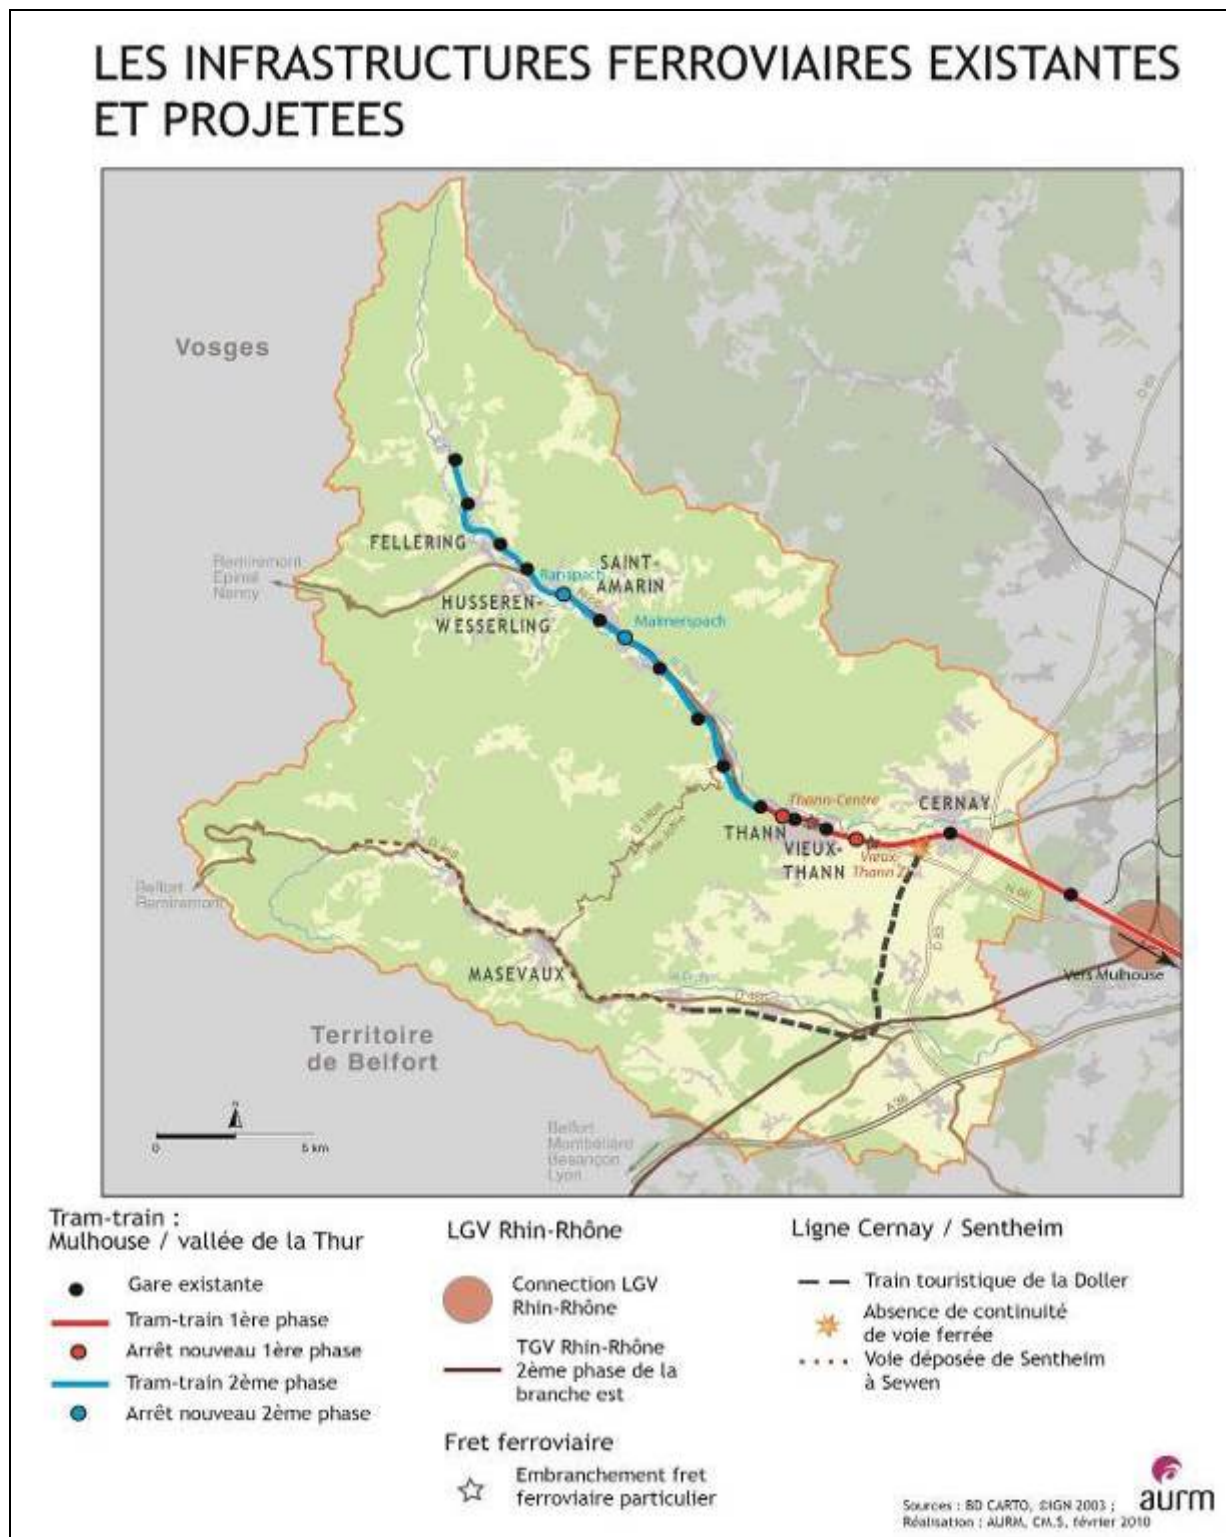 LES INFRASTRUCTURES FERROVIAIRES EXISTANTES
ET PROJETEES
Vosges
FELLERING
Remiremont
Epinal
Nancy
Ranspach
SAINT-
AMARIN
HUSSEREN-
WESSERLING
Malmerspach
Thann-Centre
CERNAY
THANN
VIEUX-
THANN
Vieux-
Thann ZI
N 66
D 83
D 83
Belfort
Remiremont
D 466
MASEVAUX
D 466
Vers Mulhouse
Territoire
de Belfort
A 36
Belfort
Montbéliard
Besançon
Lyon
N
0
5 km
Tram-train :
Mulhouse / vallée de la Thur
Gare existante
Tram-train 1ère phase
Arrêt nouveau 1ère phase
Tram-train 2ème phase
Arrêt nouveau 2ème phase
LGV Rhin-Rhône
Connection LGV
Rhin-Rhône
TGV Rhin-Rhône
2ème phase de la
branche est
Fret ferroviaire
Embranchement fret
ferroviaire particulier
Ligne Cernay / Sentheim
Train touristique de la Doller
Absence de continuité
de voie ferrée
Voie déposée de Sentheim
à Sewen
Sources : BD CARTO, ©IGN 2003 ;
Réalisation : AURM, CM.S, février 2010
aurm